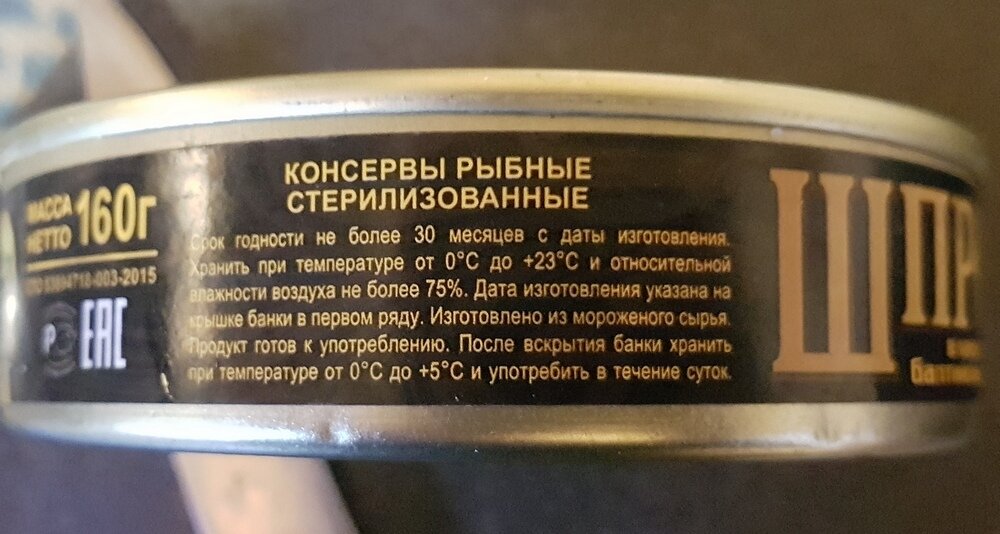 МАССА
НЕТТО 160г
003-2015
ЕАС
КОНСЕРВЫ РЫБНЫЕ
СТЕРИЛИЗОВАННЫЕ
Срок годности не более 30 месяцев с даты изготовления.
Хранить при температуре от 0°С до +23°С и относительной
влажности воздуха не более 75%. Дата изготовления указана на
крышке банки в первом ряду. Изготовлено из мороженого сырья.
Продукт готов к употреблению. После вскрытия банки хранить
при температуре от 0°С до +5°С и употребить в течение суток.
ШПР